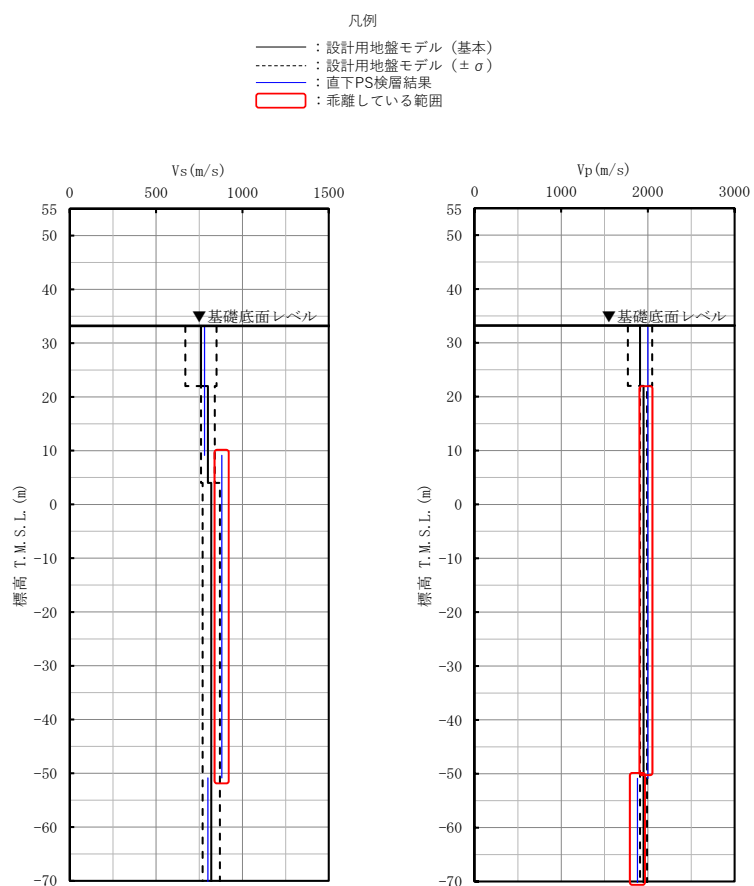 凡例
：設計用地盤モデル（基本）
：設計用地盤モデル（±σ）
：直下PS検層結果
：乖離している範囲
Vs(m/s)
0 500 1000 1500
標高 T.M.S.L.(m)
55
50
40
30
20
10
0
-10
-20
-30
-40
-50
-60
-70
▼基礎底面レベル
Vp(m/s)
0 1000 2000 3000
標高 T.M.S.L.(m)
55
50
40
30
20
10
0
-10
-20
-30
-40
-50
-60
-70
▼基礎底面レベル